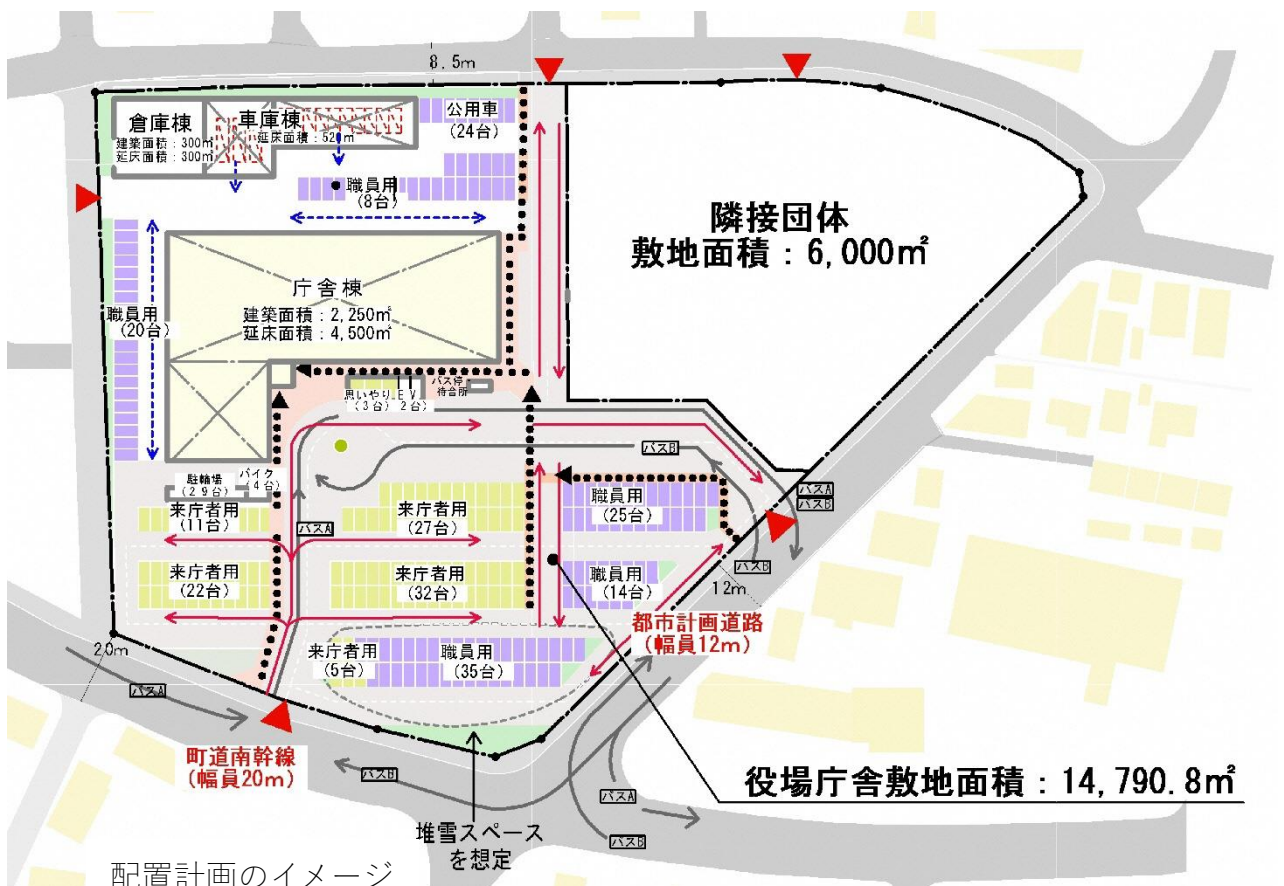 8.5m
倉庫棟
建築面積：300㎡
延床面積：300㎡
車庫棟
公用車
(24台)
職員用
(8台)
隣接団体
敷地面積：6,000㎡
庁舎棟
建築面積：2,250㎡
延床面積：4,500㎡
職員用
(20台)
思いやり
(3台)
EV
2台)
バス停
待合所
駐輪場
(29台)
バイク
(4台)
バスB
バスA
バスB
来庁者用
(11台)
来庁者用
(27台)
職員用
(25台)
バスA
バスB
来庁者用
(22台)
来庁者用
(32台)
職員用
(14台)
12m
都市計画道路
(幅員12m)
20m
来庁者用
(5台)
職員用
(35台)
バスA
町道南幹線
(幅員20m)
バスB
バスA
バスB
役場庁舎敷地面積：14,790.8㎡
堆雪スペース
を想定
配置計画のイメージ